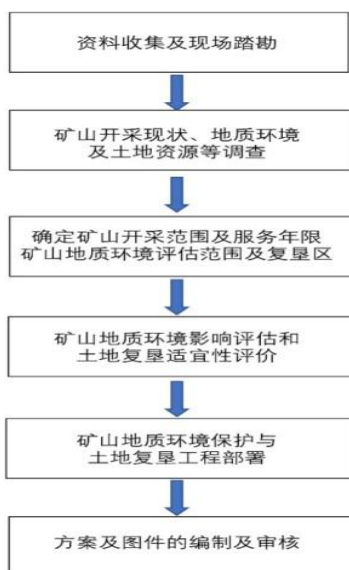 资料收集及现场踏勘
矿山开采现状、地质环境
及土地资源等调查
确定矿山开采范围及服务年限
矿山地质环境评估范围及复垦区
矿山地质环境影响评估和
土地复垦适宜性评价
矿山地质环境保护与
土地复垦工程部署
方案及图件的编制及审核